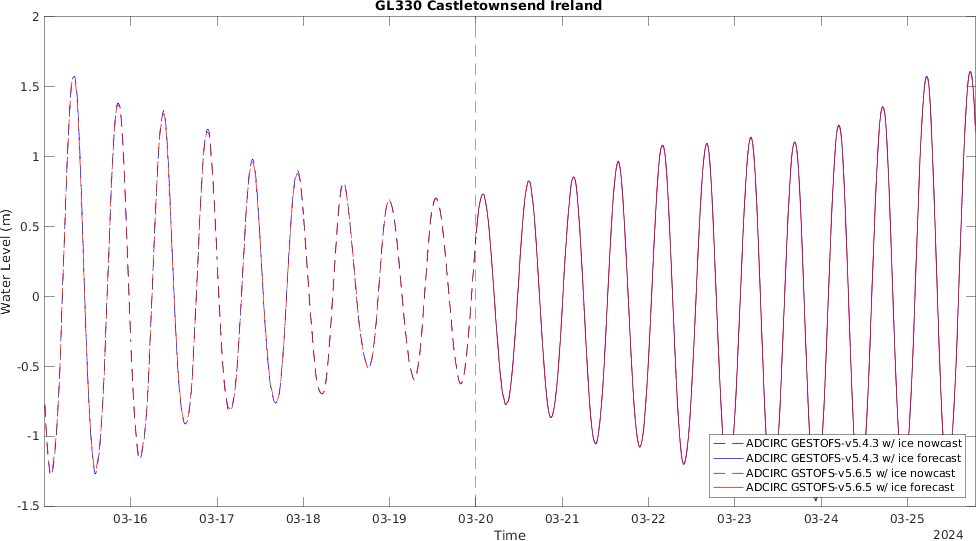 GL330 Castletownsend Ireland
2
1.5
1
0.5
0
-0.5
-1
-1.5
Water Level (m)
ADCIRC GESTOFS-v5.4.3 w/ ice nowcast
ADCIRC GESTOFS-v5.4.3 w/ ice forecast
ADCIRC GSTOFS-v5.6.5 w/ ice nowcast
ADCIRC GSTOFS-v5.6.5 w/ ice forecast
03-16 03-17 03-18 03-19 03-20 03-21 03-22 03-23 03-24 03-25
Time
2024